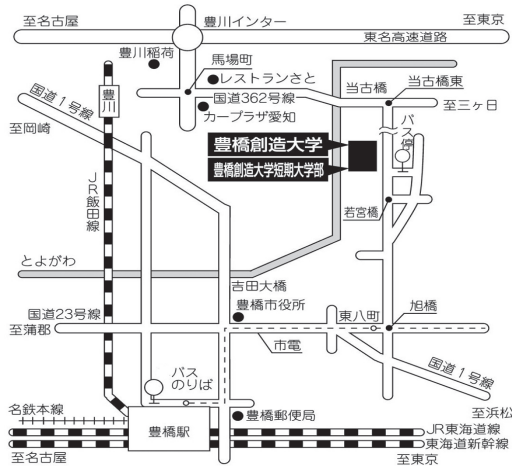 至名古屋
豊川インター
至東京
東名高速道路
豊川稲荷
馬場町
レストランさと
国道1号線
豊川
国道362号線
カープラザ愛知
当古橋
当古橋東
至三ヶ日
至岡崎
バス停
豊橋創造大学
豊橋創造大学短期大学部
JR飯田線
若宮橋
とよがわ
吉田大橋
国道23号線
豊橋市役所
東八町
旭橋
至蒲郡
市電
バス
のりば
国道1号線
名鉄本線
豊橋駅
豊橋郵便局
至浜松
JR東海道線
東海道新幹線
至名古屋
至東京